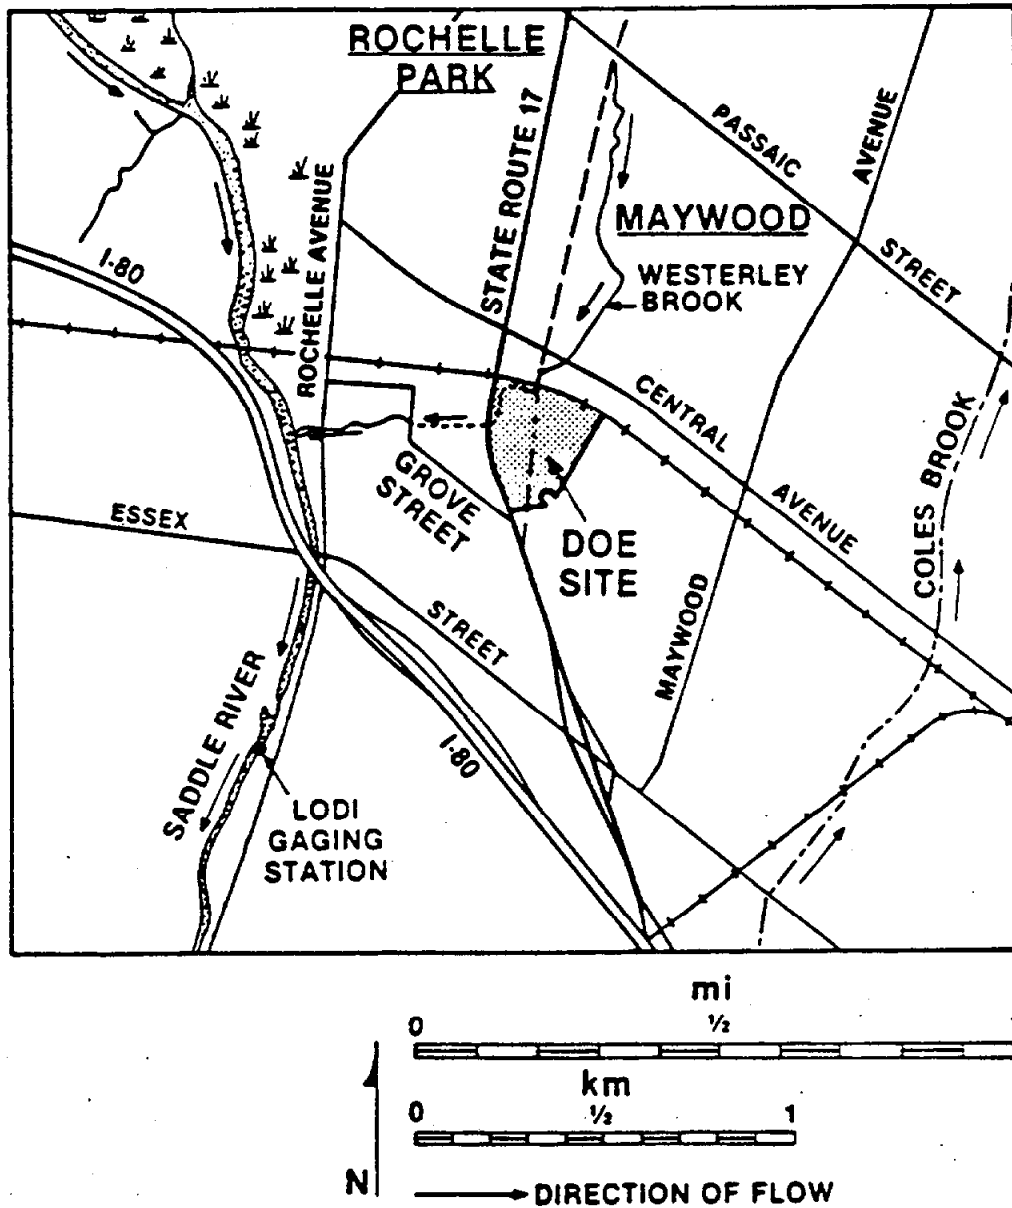 ROCHELLE
PARK
STATE ROUTE 17
PASSAIC
STREET
AVENUE
MAYWOOD
WESTERLEY
BROOK
I-80
ROCHELLE AVENUE
CENTRAL
AVENUE
GROVE
STREET
ESSEX
STREET
DOE
SITE
COLES BROOK
MAYWOOD
SADDLE RIVER
I-80
LODI
GAGING
STATION
mi
0 ½
km
0 ½ 1
N
DIRECTION OF FLOW